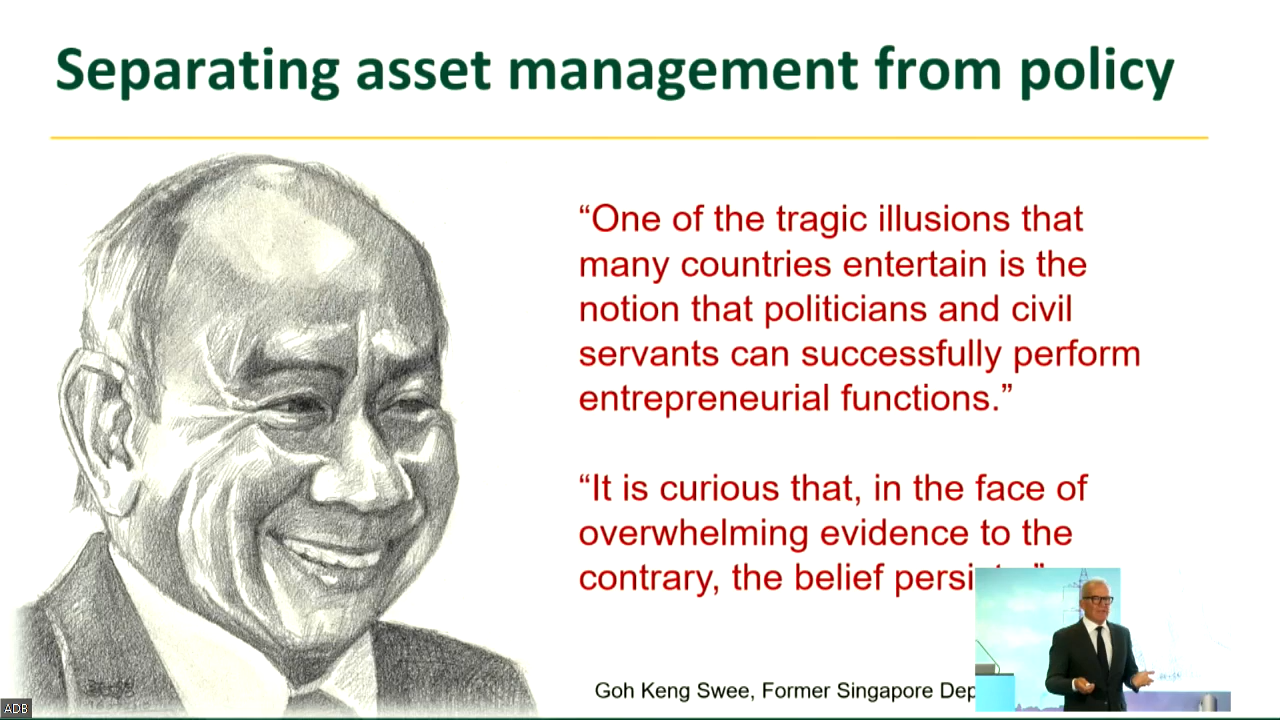 Separating asset management from policy
“One of the tragic illusions that
many countries entertain is the
notion that politicians and civil
servants can successfully perform
entrepreneurial functions.”
“It is curious that, in the face of
overwhelming evidence to the
contrary, the belief
Goh Keng Swee, Former Singapore
ADB